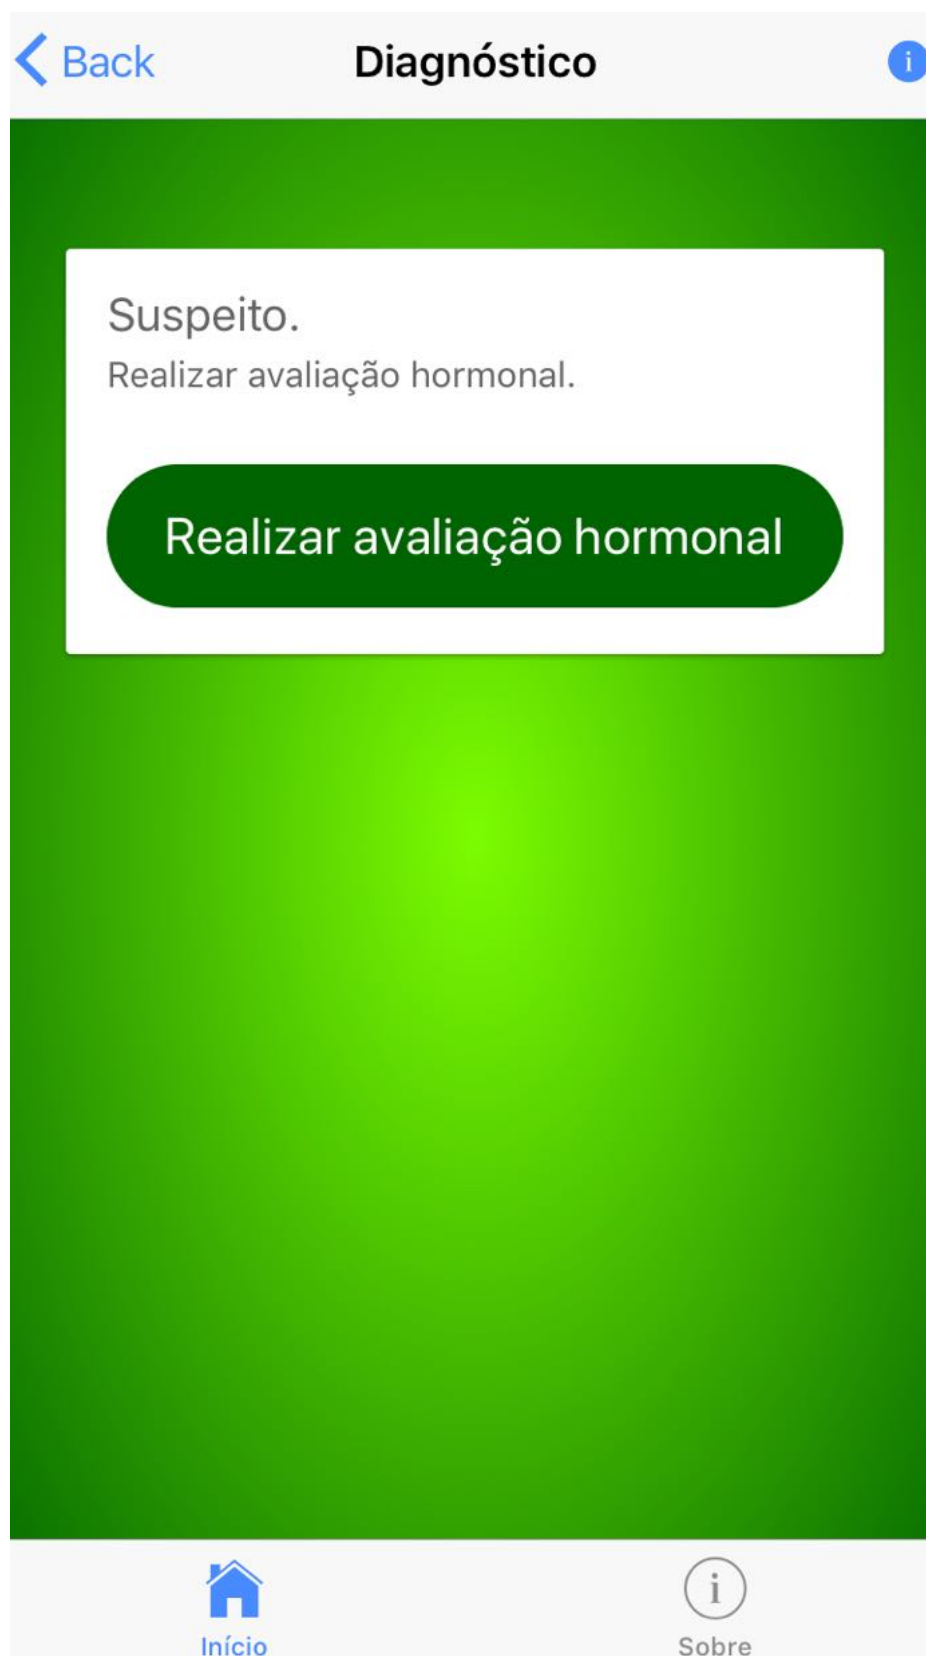 Back
Diagnóstico
i
Suspeito.
Realizar avaliação hormonal.
Realizar avaliação hormonal
i
Início
Sobre